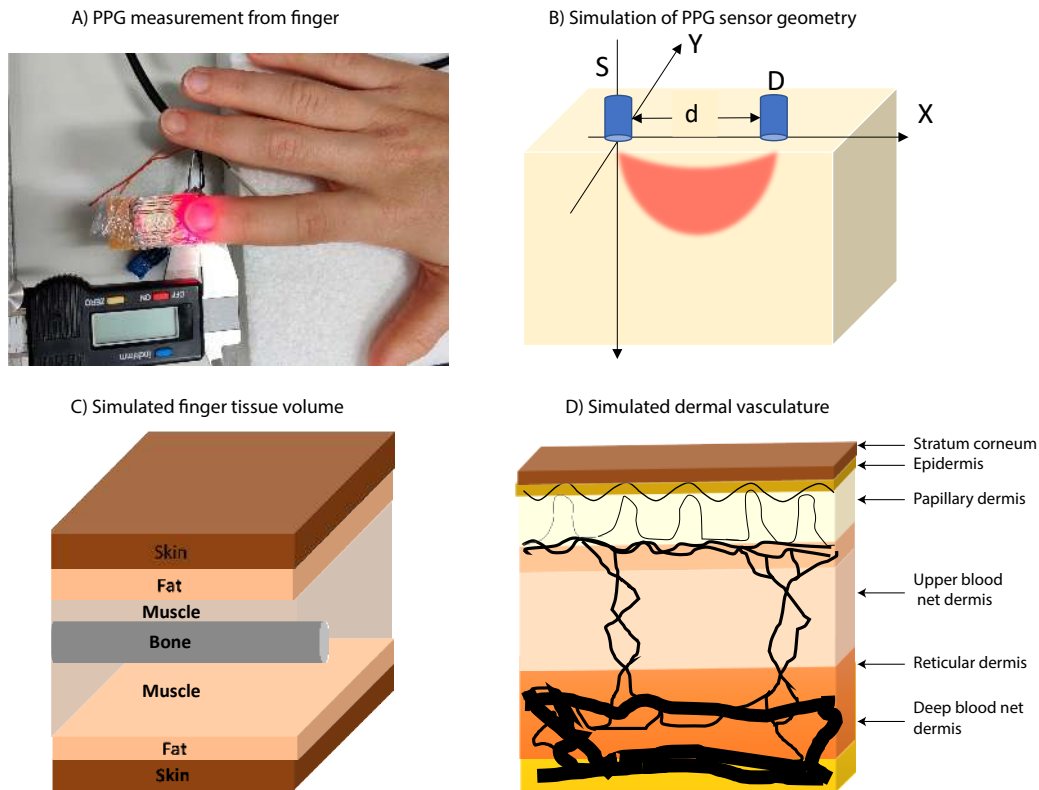 A) PPG measurement from finger
ZERO
ON
OFF
inch/mm
B) Simulation of PPG sensor geometry
S
Y
D
d
X
C) Simulated finger tissue volume
Skin
Fat
Muscle
Bone
Muscle
Fat
Skin
D) Simulated dermal vasculature
Stratum corneum
Epidermis
Papillary dermis
Upper blood
net dermis
Reticular dermis
Deep blood net
dermis